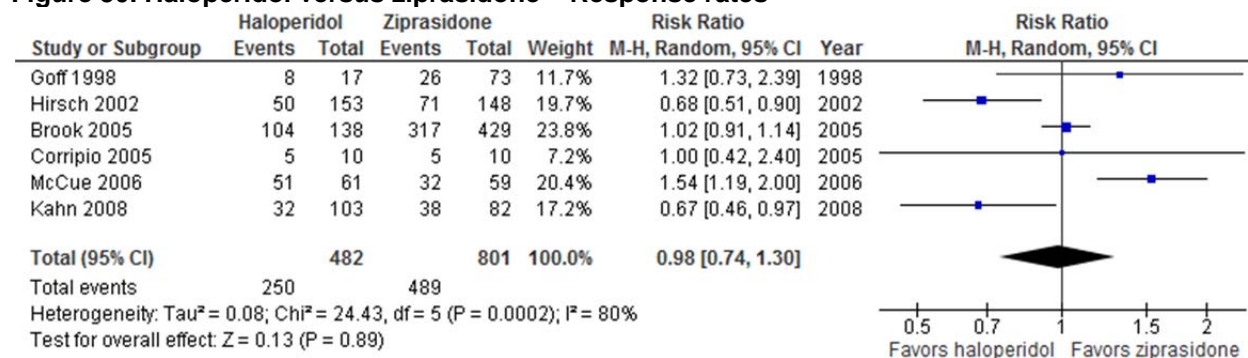 Haloperidol Ziprasidone Risk Ratio Risk Ratio
Study or Subgroup Events Total Events Total Weight M-H, Random, 95% CI Year M-H, Random, 95% CI
Goff 1998 8 17 26 73 11.7% 1.32 [0.73, 2.39] 1998
Hirsch 2002 50 153 71 148 19.7% 0.68 [0.51, 0.90] 2002
Brook 2005 104 138 317 429 23.8% 1.02 [0.91, 1.14] 2005
Corripio 2005 5 10 5 10 7.2% 1.00 [0.42, 2.40] 2005
McCue 2006 51 61 32 59 20.4% 1.54 [1.19, 2.00] 2006
Kahn 2008 32 103 38 82 17.2% 0.67 [0.46, 0.97] 2008
Total (95% CI) 482 801 100.0% 0.98 [0.74, 1.30]
Total events 250 489
Heterogeneity: Tau² = 0.08; Chi² = 24.43, df = 5 (P = 0.0002); I² = 80%
Test for overall effect: Z = 0.13 (P = 0.89)
0.5 0.7 1 1.5 2
Favors haloperidol Favors ziprasidone